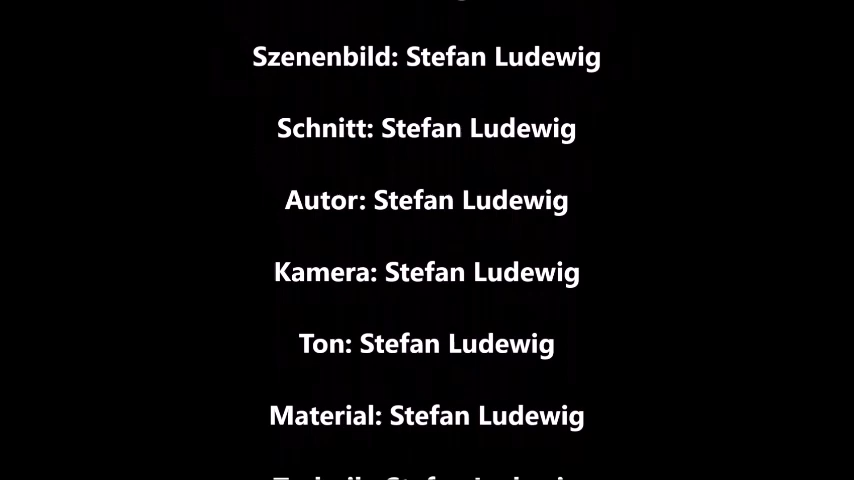 Szenenbild: Stefan Ludewig
Schnitt: Stefan Ludewig
Autor: Stefan Ludewig
Kamera: Stefan Ludewig
Ton: Stefan Ludewig
Material: Stefan Ludewig